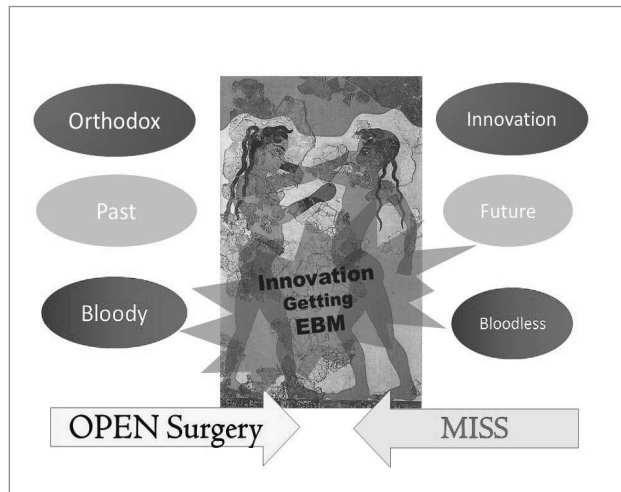 Orthodox
Innovation
Past
Future
Innovation
Getting
EBM
Bloody
Bloodless
OPEN Surgery
MISS